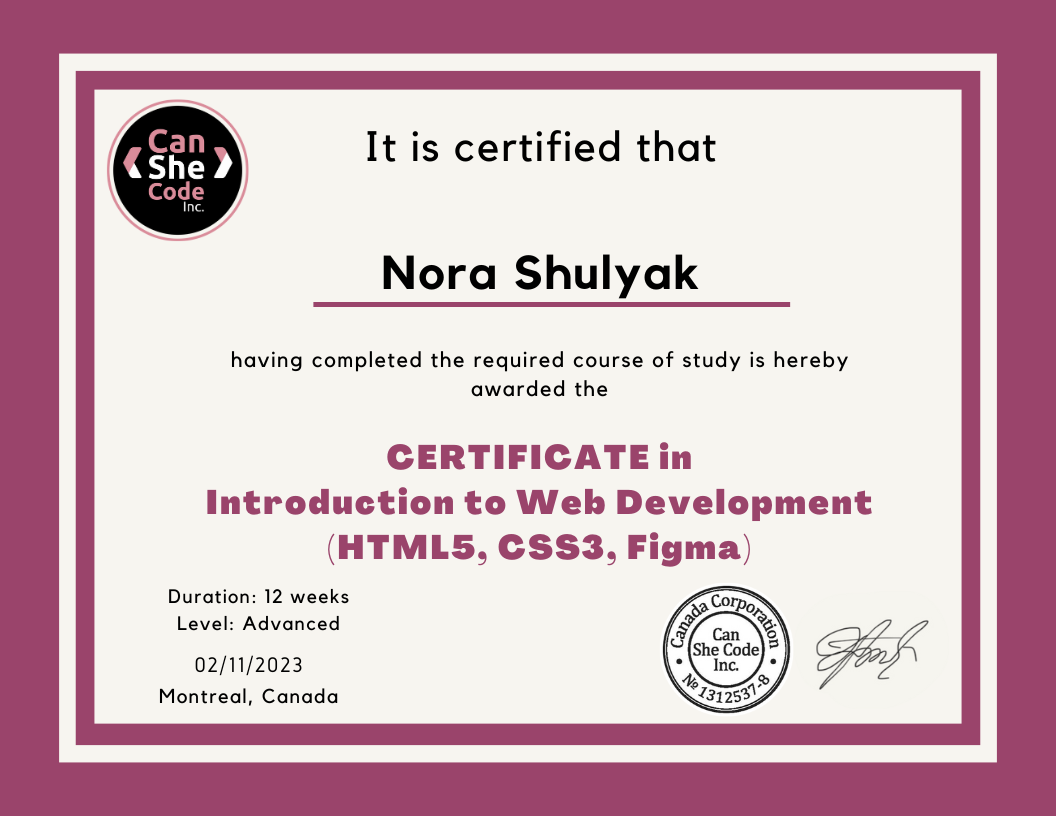 Can
She
Code
Inc.
It is certified that
Nora Shulyak
having completed the required course of study is hereby
awarded the
CERTIFICATE in
Introduction to Web Development
(HTML5, CSS3, Figma)
Duration: 12 weeks
Level: Advanced
02/11/2023
Montreal, Canada
Canada Corporation
Can
She Code
Inc.
№ 1312537-8